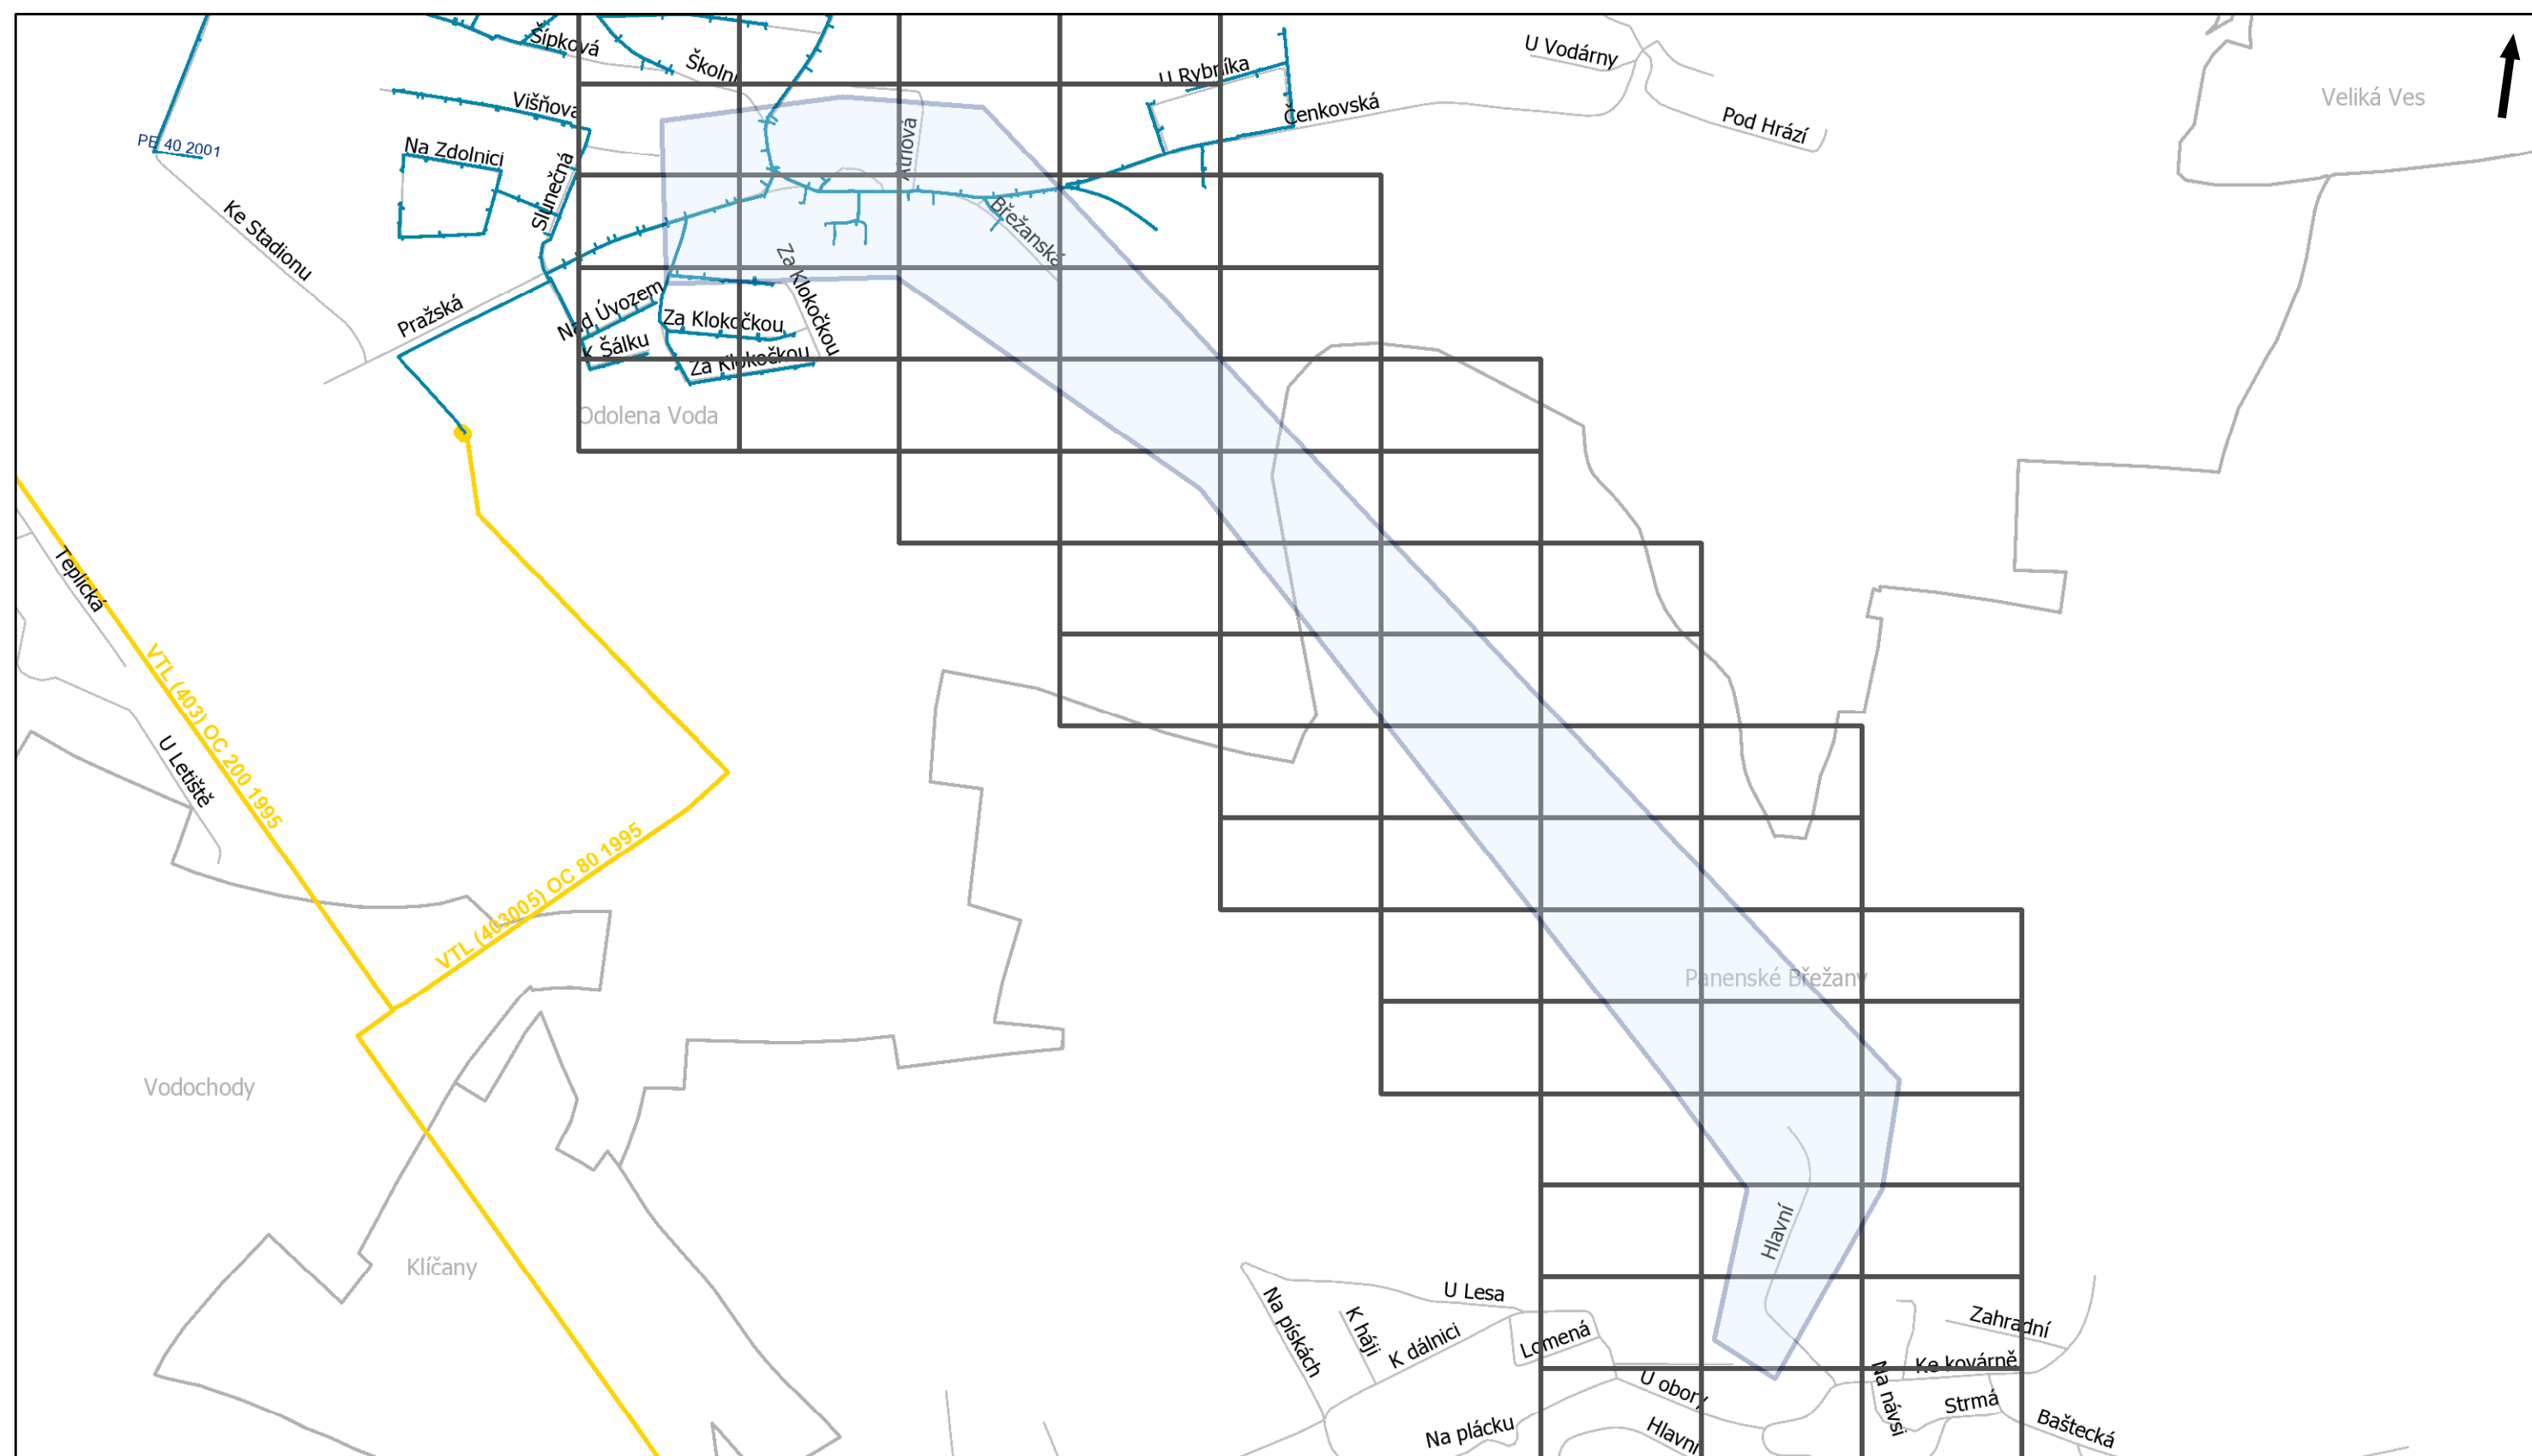 Šípková
Školní
U Rybníka
U Vodárny
Veliká Ves
Višňová
Čenkovská
Pod Hrází
PE 40 2001
Na Zdolnici
Atriová
Slunečná
Ke Stadionu
Břežanská
Za Klokočkou
Pražská
Nad Úvozem
Za Klokočkou
K Šálku
Za Klokočkou
Odolena Voda
Teplická
VTL (403) OC 200 1995
U Letiště
VTL (403005) OC 80 1995
Panenské Břežany
Vodochody
Klíčany
Hlavní
U Lesa
Na pískách
K háji
K dálnici
Lomená
Zahradní
Ke kovárně
Na návsi
U obory
Strmá
Na plácku
Hlavní
Baštecká